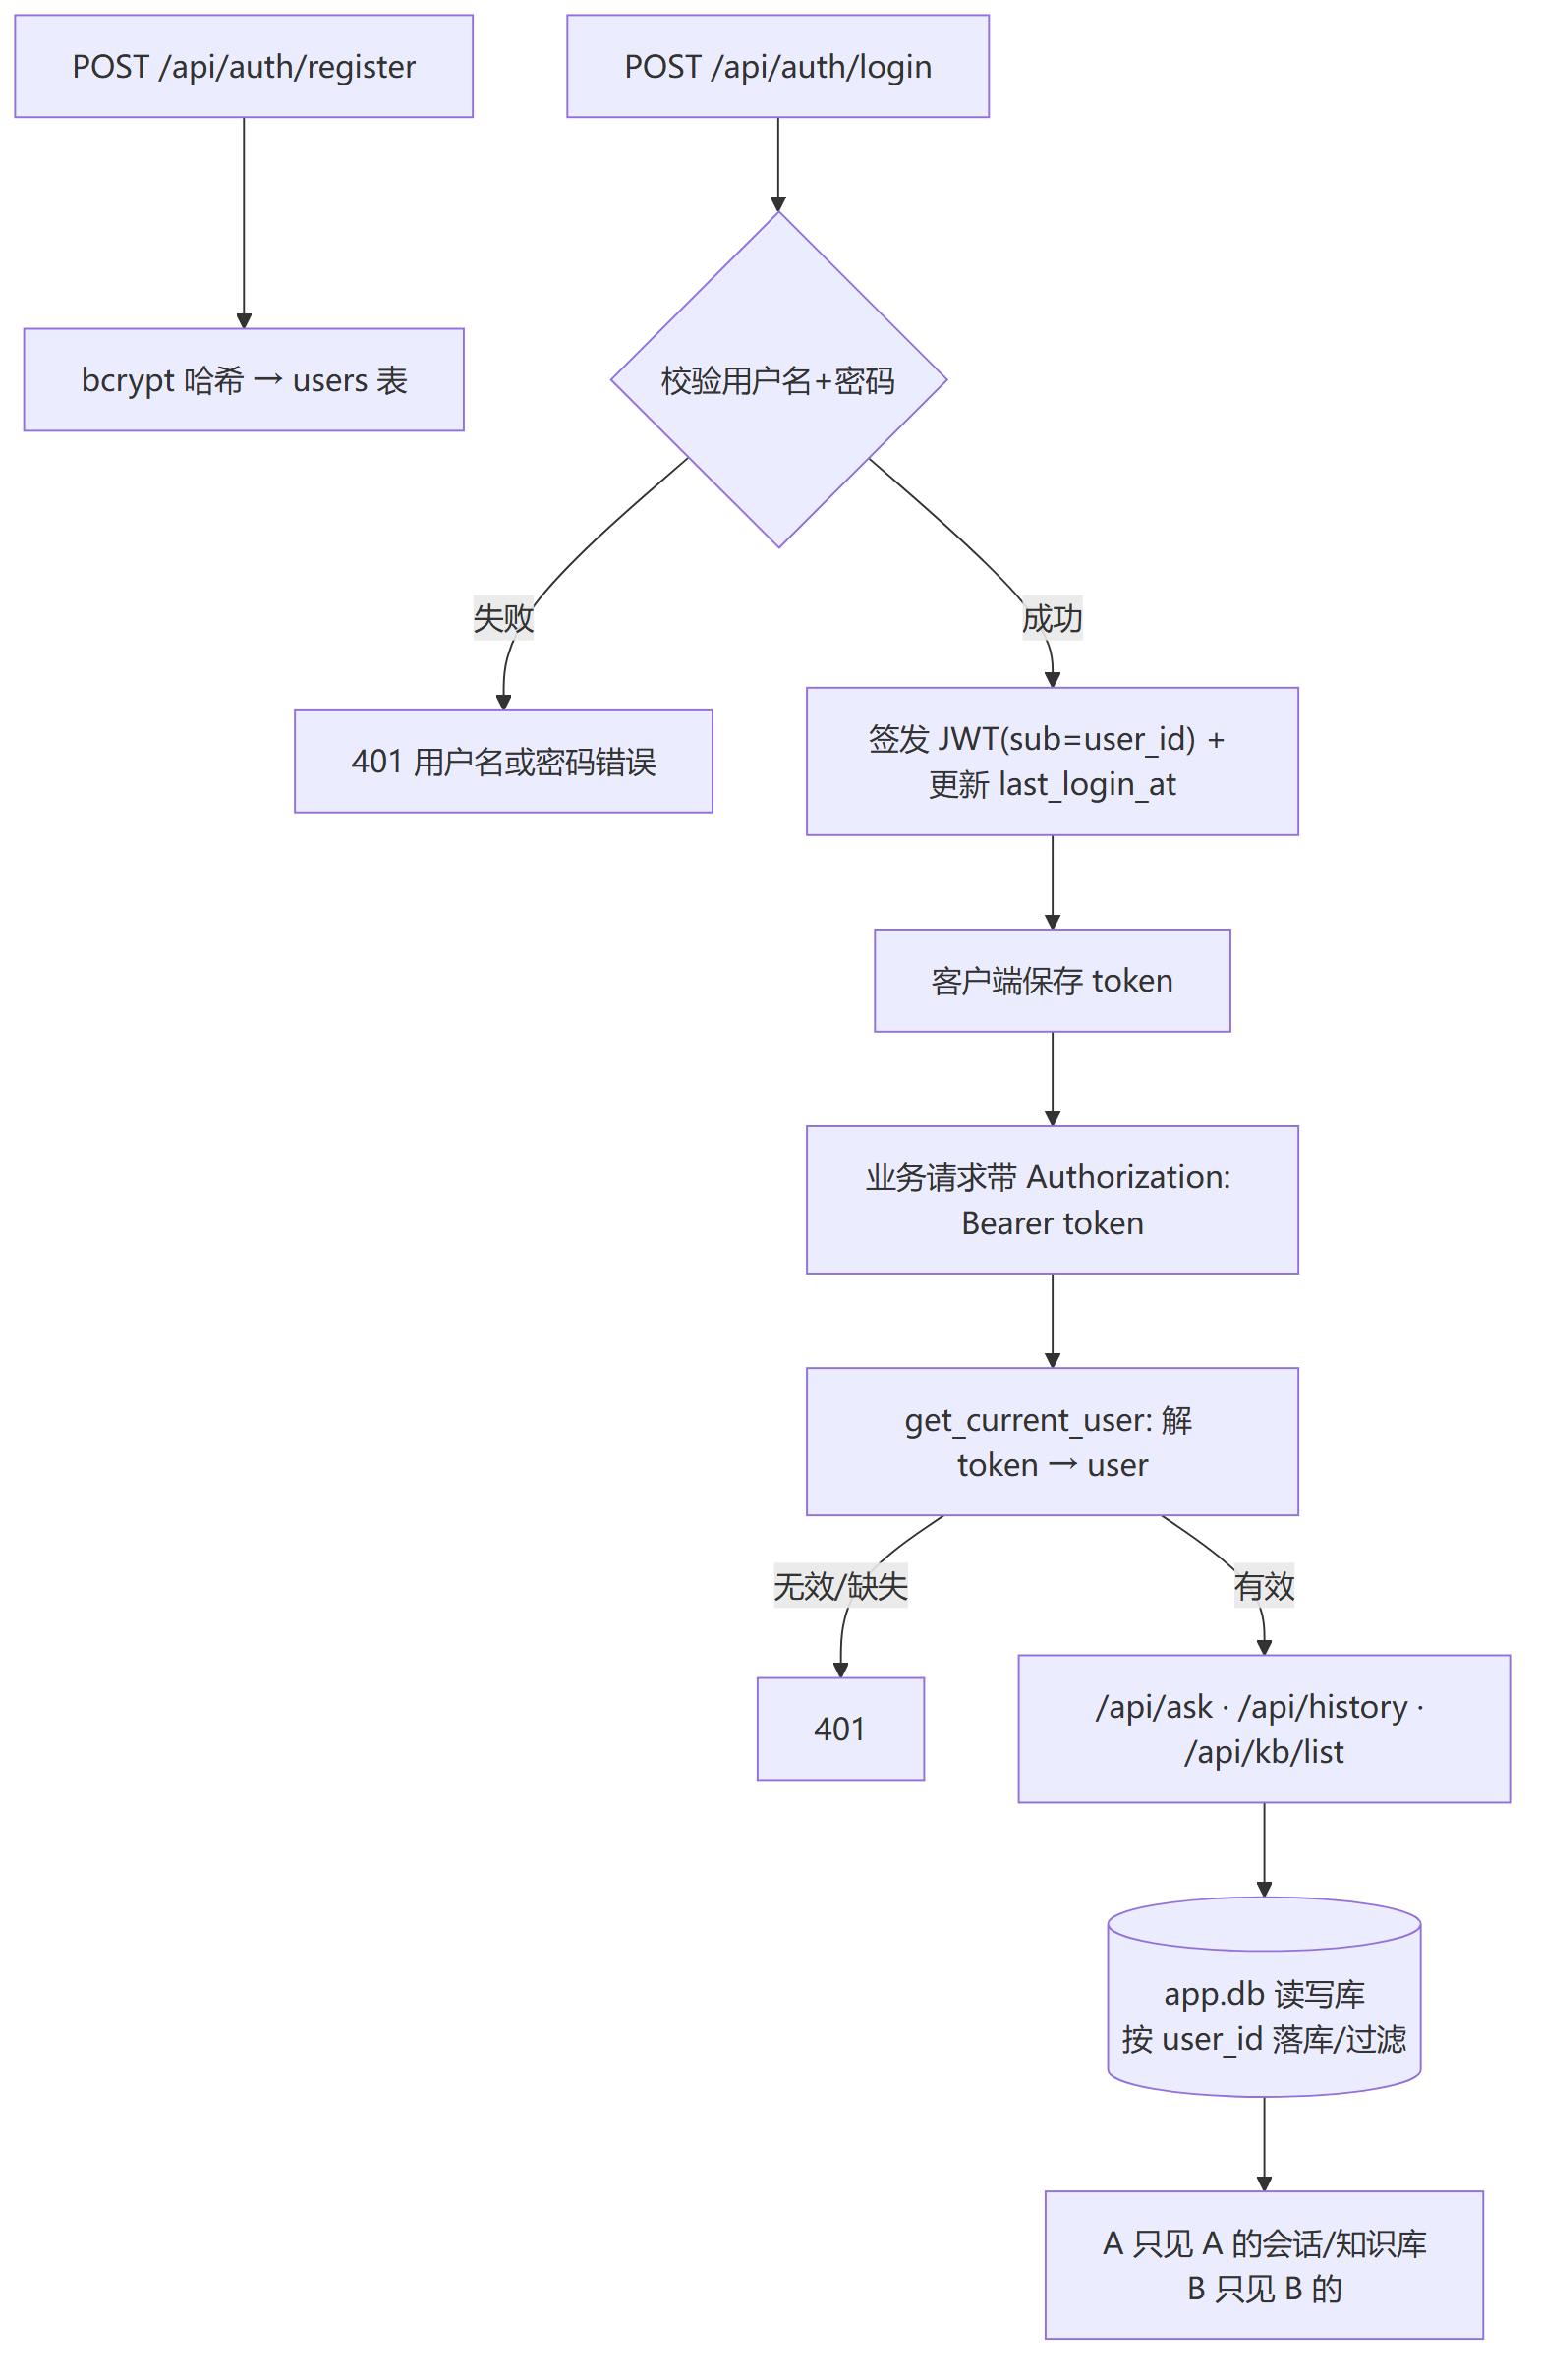 POST /api/auth/register
POST /api/auth/login
bcrypt 哈希 → users 表
校验用户名+密码
失败
成功
401 用户名或密码错误
签发 JWT(sub=user_id) +
更新 last_login_at
客户端保存 token
业务请求带 Authorization:
Bearer token
get_current_user: 解
token → user
无效/缺失
有效
401
/api/ask · /api/history ·
/api/kb/list
app.db 读写库
按 user_id 落库/过滤
A 只见 A 的会话/知识库
B 只见 B 的